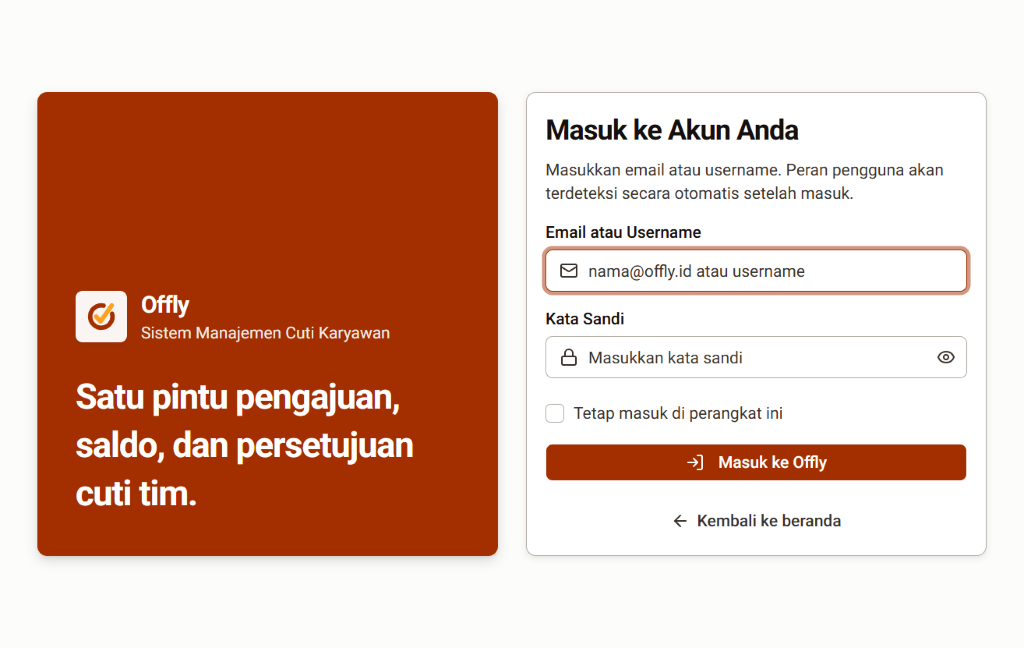 Offly
Sistem Manajemen Cuti Karyawan
Satu pintu pengajuan,
saldo, dan persetujuan
cuti tim.
Masuk ke Akun Anda
Masukkan email atau username. Peran pengguna akan
terdeteksi secara otomatis setelah masuk.
Email atau Username
nama@offly.id atau username
Kata Sandi
Masukkan kata sandi
Tetap masuk di perangkat ini
Masuk ke Offly
Kembali ke beranda